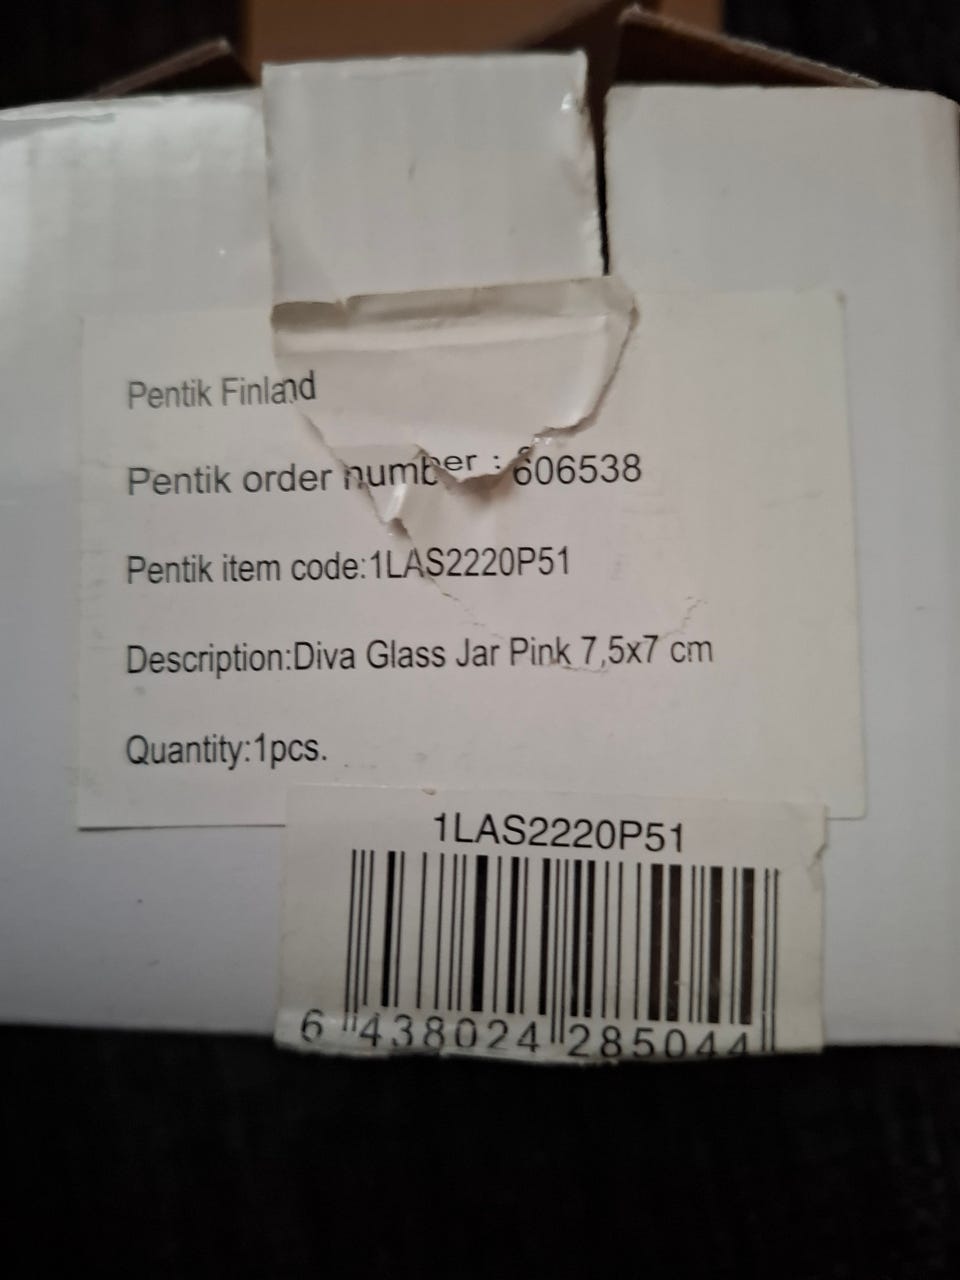 Pentik Finland
Pentik order number : 606538
Pentik item code:1LAS2220P51
Description:Diva Glass Jar Pink 7,5x7 cm
Quantity:1pcs.
1LAS2220P51
6 438024 285044